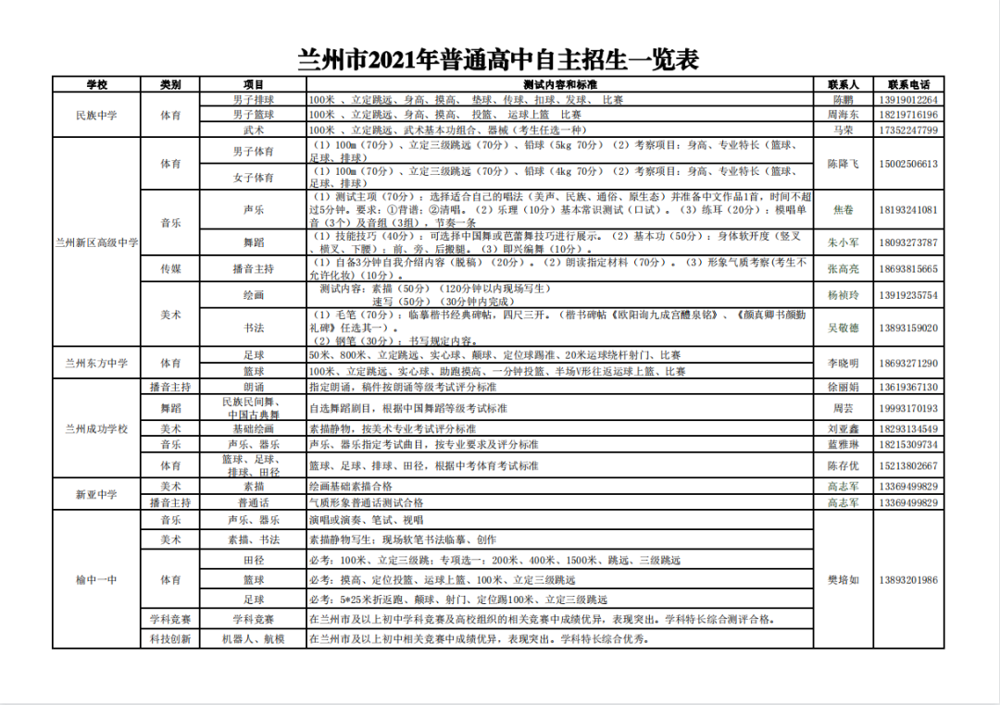 兰州市2021年普通高中自主招生一览表
学校 类别 项目 测试内容和标准 联系人 联系电话
民族中学 体育 男子排球 100米 、立定跳远、身高、摸高、 垫球、传球、扣球、发球、 比赛 陈鹏 13919012264
男子篮球 100米 、立定跳远、身高、摸高、 投篮、 运球上篮 比赛 周海东 18219716196
武术 100米 、立定跳远、武术基本功组合、器械（考生任选一种） 马荣 17352247799
兰州新区高级中学 体育 男子体育 （1）100m（70分）、立定三级跳远（70分）、铅球（5kg 70分）（2）考察项目：身高、专业特长（篮球、
足球、排球） 陈降飞 15002506613
女子体育 （1）100m（70分）、立定三级跳远（70分）、铅球（4kg 70分）（2）考察项目：身高、专业特长（篮球、
足球、排球）
音乐 声乐 （1）测试主项（70分）：选择适合自己的唱法（美声、民族、通俗、原生态）并准备中文作品1首，时间不超
过5分钟。要求：①背谱；②清唱。（2）乐理（10分）基本常识测试（口试）。（3）练耳（20分）：模唱单
音（3个）及音组（3组），节奏一条 焦卷 18193241081
舞蹈 （1）技能技巧（40分）：可选择中国舞或芭蕾舞技巧进行展示。（2）基本功（50分）：身体软开度（竖叉
、横叉、下腰）；前、旁、后搬腿。（3）即兴编舞（10分）。 朱小军 18093273787
传媒 播音主持 （1）自备3分钟自我介绍内容（脱稿）（20分）。（2）朗读指定材料（70分）。（3）形象气质考察(考生不
允许化妆)（10分）。 张高亮 18693815665
美术 绘画 测试内容：素描（50分）（120分钟以内现场写生）
速写（50分）（30分钟内完成） 杨祯玲 13919235754
书法 （1）毛笔（70分）：临摹楷书经典碑帖，四尺三开。（楷书碑帖《欧阳询九成宫醴泉铭》、《颜真卿书颜勤
礼碑》任选其一）。
（2）钢笔（30分）：书写规定内容。 吴敬德 13893159020
兰州东方中学 体育 足球 50米、800米、立定跳远、实心球、颠球、定位球踢准、20米运球绕杆射门、比赛 李晓明 18693271290
篮球 100米、立定跳远、实心球、助跑摸高、一分钟投篮、半场V形往返运球上篮、比赛
兰州成功学校 播音主持 朗诵 指定朗诵，稿件按朗诵等级考试评分标准 徐丽娟 13619367130
舞蹈 民族民间舞、
中国古典舞 自选舞蹈剧目，根据中国舞蹈等级考试标准 周芸 19993170193
美术 基础绘画 素描静物，按美术专业考试评分标准 刘亚鑫 18293134549
音乐 声乐、器乐 声乐、器乐指定考试曲目，按专业要求及评分标准 蓝雅琳 18215309734
体育 篮球、足球、
排球、田径 篮球、足球、排球、田径，根据中考体育考试标准 陈存优 15213802667
新亚中学 美术 素描 绘画基础素描合格 高志军 13369499829
播音主持 普通话 气质形象普通话测试合格 高志军 13369499829
榆中一中 音乐 声乐、器乐 演唱或演奏、笔试、视唱 樊培如 13893201986
美术 素描、书法 素描静物写生；现场软笔书法临摹、创作
体育 田径 必考：100米、立定三级跳；专项选一：200米、400米、1500米、跳远、三级跳远
篮球 必考：摸高、定位投篮、运球上篮、100米、立定三级跳远
足球 必考：5*25米折返跑、颠球、射门、定位踢100米、立定三级跳远
学科竞赛 学科竞赛 在兰州市及以上初中学科竞赛及高校组织的相关竞赛中成绩优异，表现突出。学科特长综合测评合格。
科技创新 机器人、航模 在兰州市及以上初中相关竞赛中成绩优异，表现突出。学科特长综合优秀。